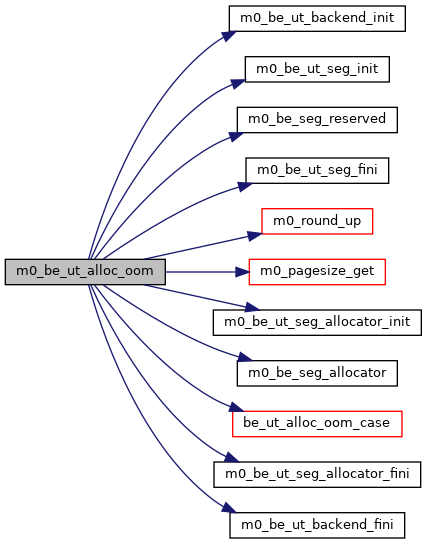 m0_be_ut_backend_init
m0_be_ut_seg_init
m0_be_seg_reserved
m0_be_ut_seg_fini
m0_round_up
m0_be_ut_alloc_oom
m0_pagesize_get
m0_be_ut_seg_allocator_init
m0_be_seg_allocator
be_ut_alloc_oom_case
m0_be_ut_seg_allocator_fini
m0_be_ut_backend_fini